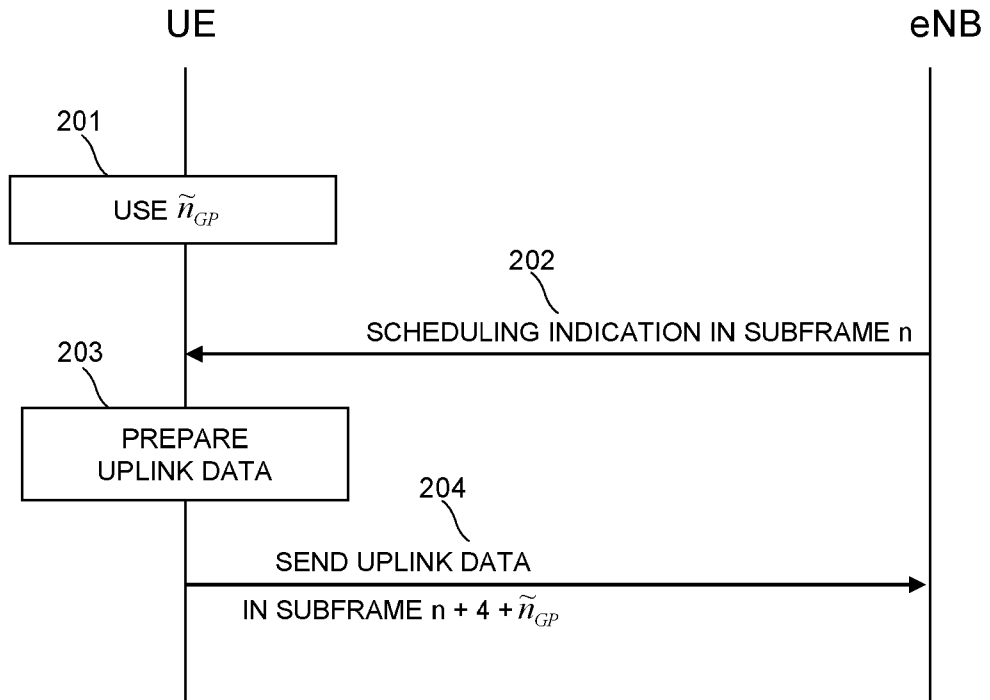 UE
eNB
201
USE ñ_GP
202
SCHEDULING INDICATION IN SUBFRAME n
203
PREPARE
UPLINK DATA
204
SEND UPLINK DATA
IN SUBFRAME n + 4 + ñ_GP